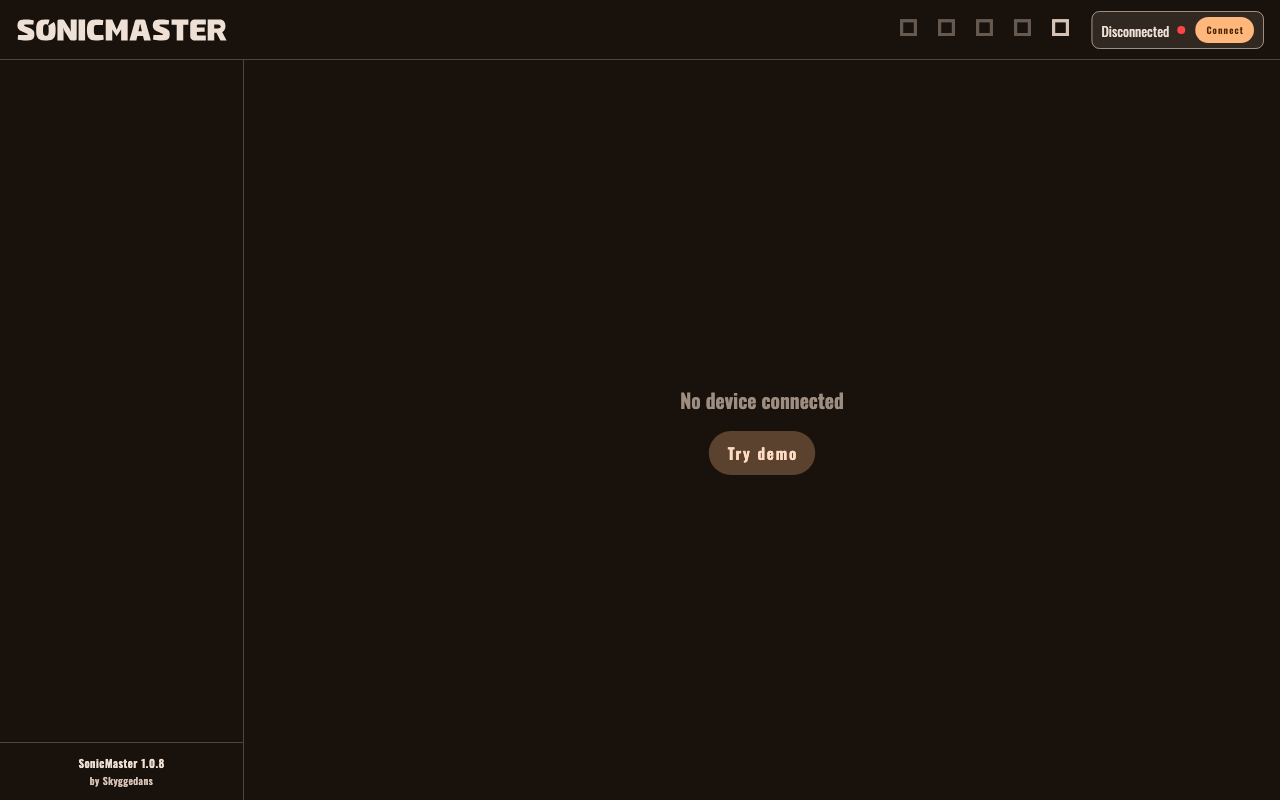 SONICMASTER
Disconnected
Connect
No device connected
Try demo
SonicMaster 1.0.8
by Skyggedans